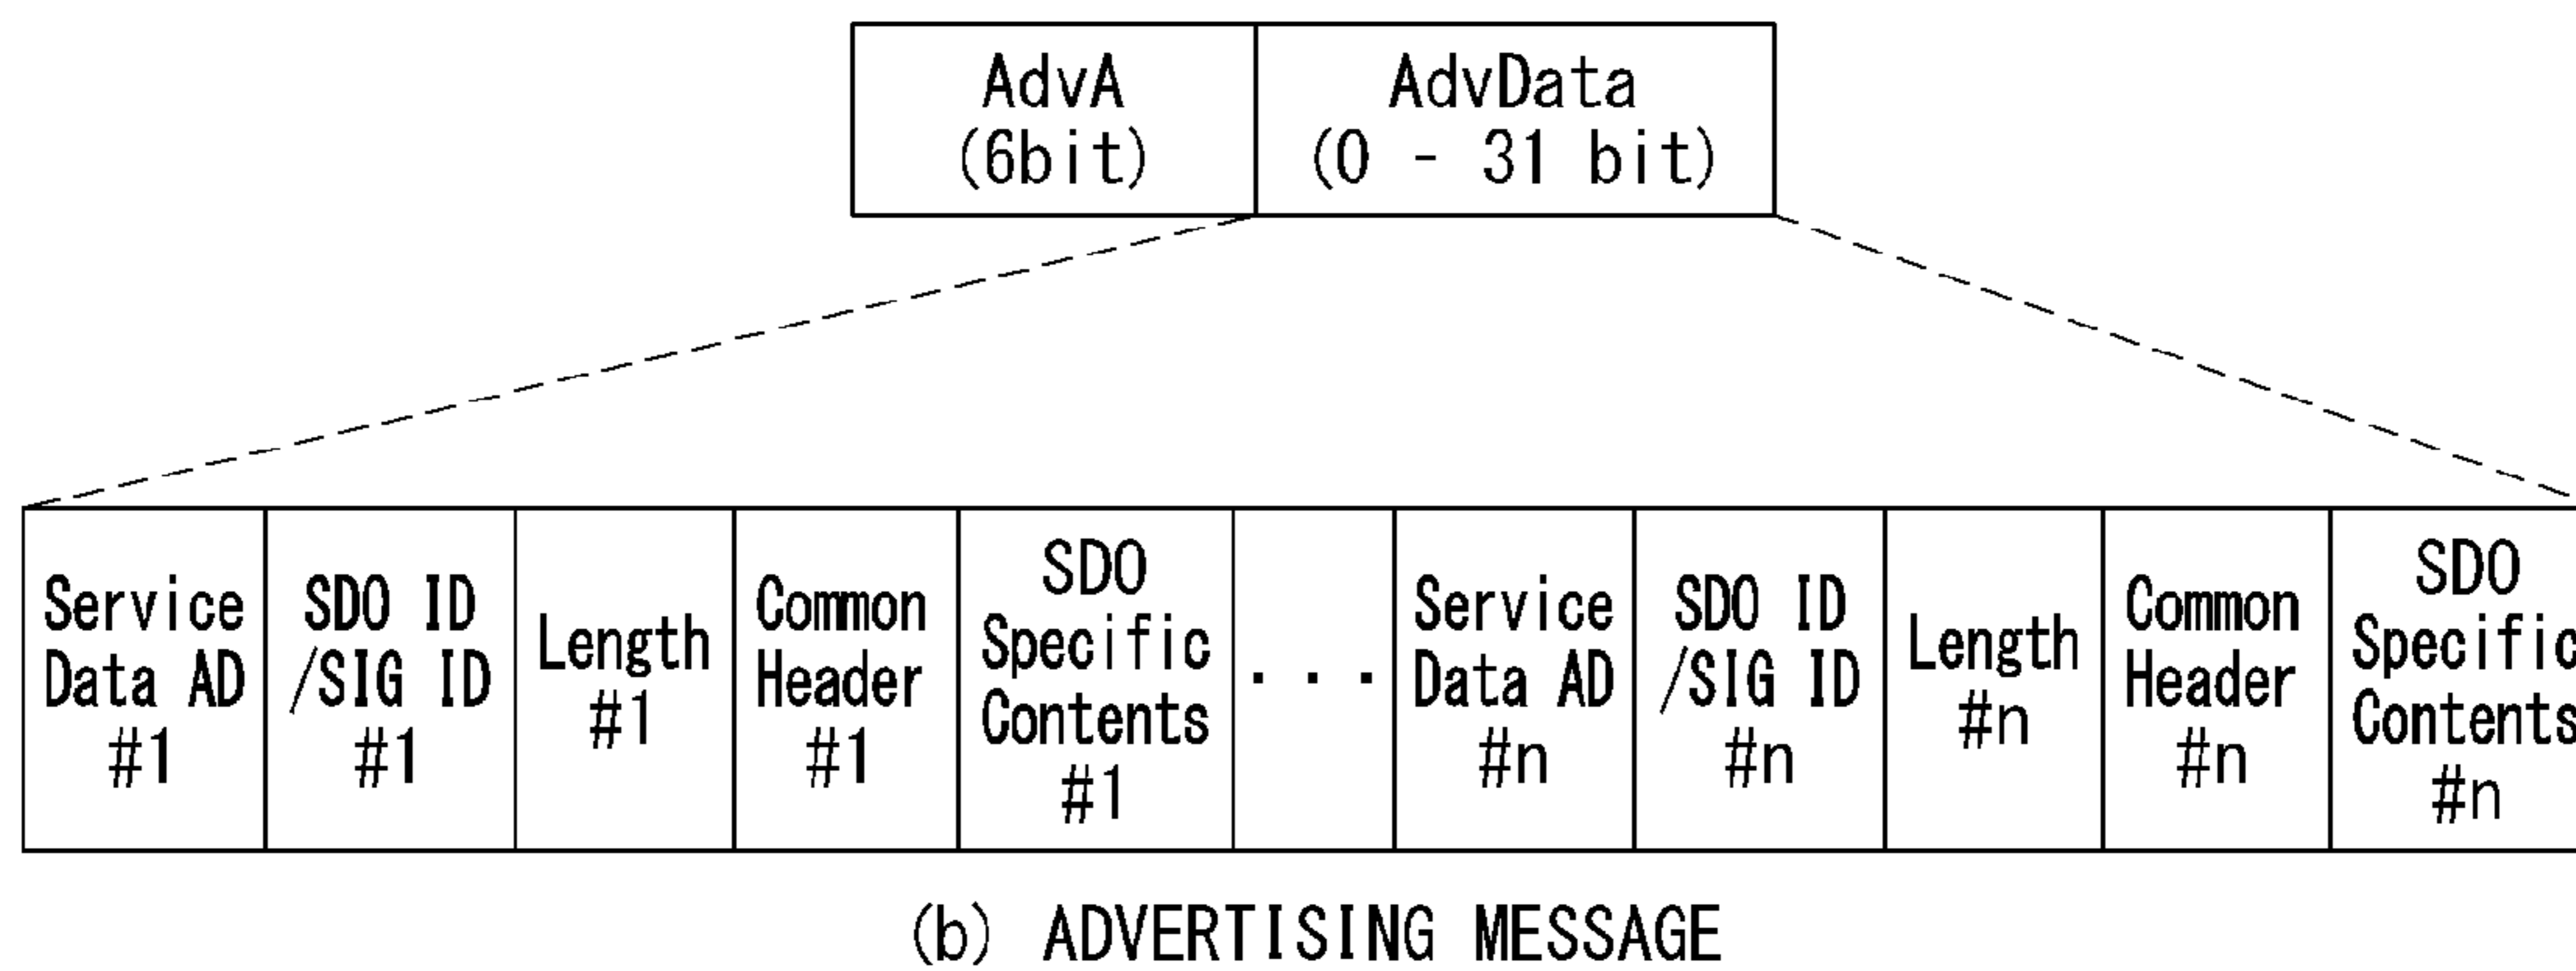 AdvA
(6bit)
AdvData
(0 - 31 bit)
Service
Data AD
#1
SDO ID
/SIG ID
#1
Length
#1
Common
Header
#1
SDO
Specific
Contents
#1
...
Service
Data AD
#n
SDO ID
/SIG ID
#n
Length
#n
Common
Header
#n
SDO
Specific
Contents
#n
(b) ADVERTISING MESSAGE